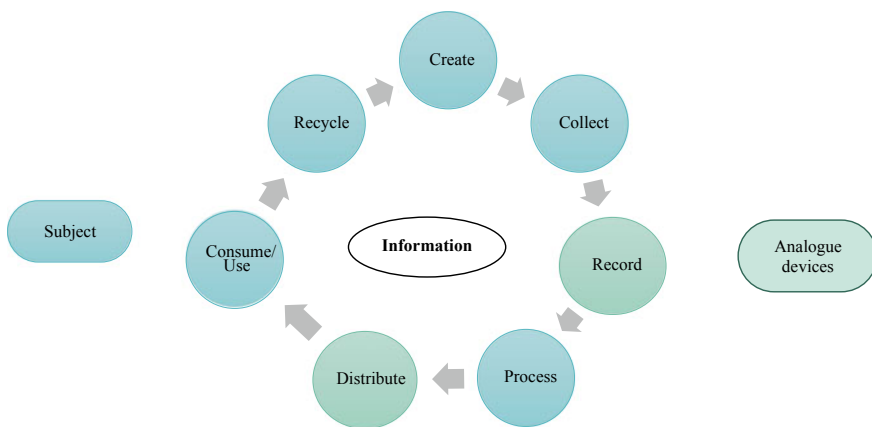 Create
Recycle
Collect
Subject
Information
Consume/
Use
Record
Analogue
devices
Distribute
Process